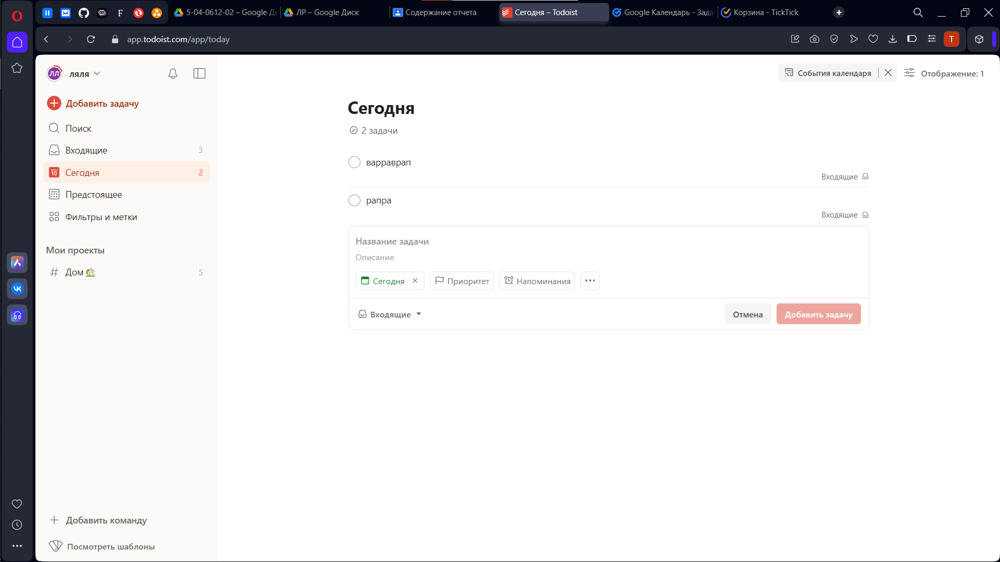 5-04-0612-02 – Google Ди
ЛР – Google Диск
Содержание отчета
Сегодня – Todoist
Google Календарь - Зада
Корзина - TickTick
app.todoist.com/app/today
T
ЛЛ
ляля
События календаря
Отображение: 1
Добавить задачу
Поиск
Входящие 3
10 Сегодня 2
Предстоящее
Фильтры и метки
Мои проекты
# Дом 5
Добавить команду
Посмотреть шаблоны
Сегодня
2 задачи
варраврап
Входящие
рапра
Входящие
Название задачи
Описание
Сегодня
Приоритет
Напоминания
Входящие
Отмена
Добавить задачу